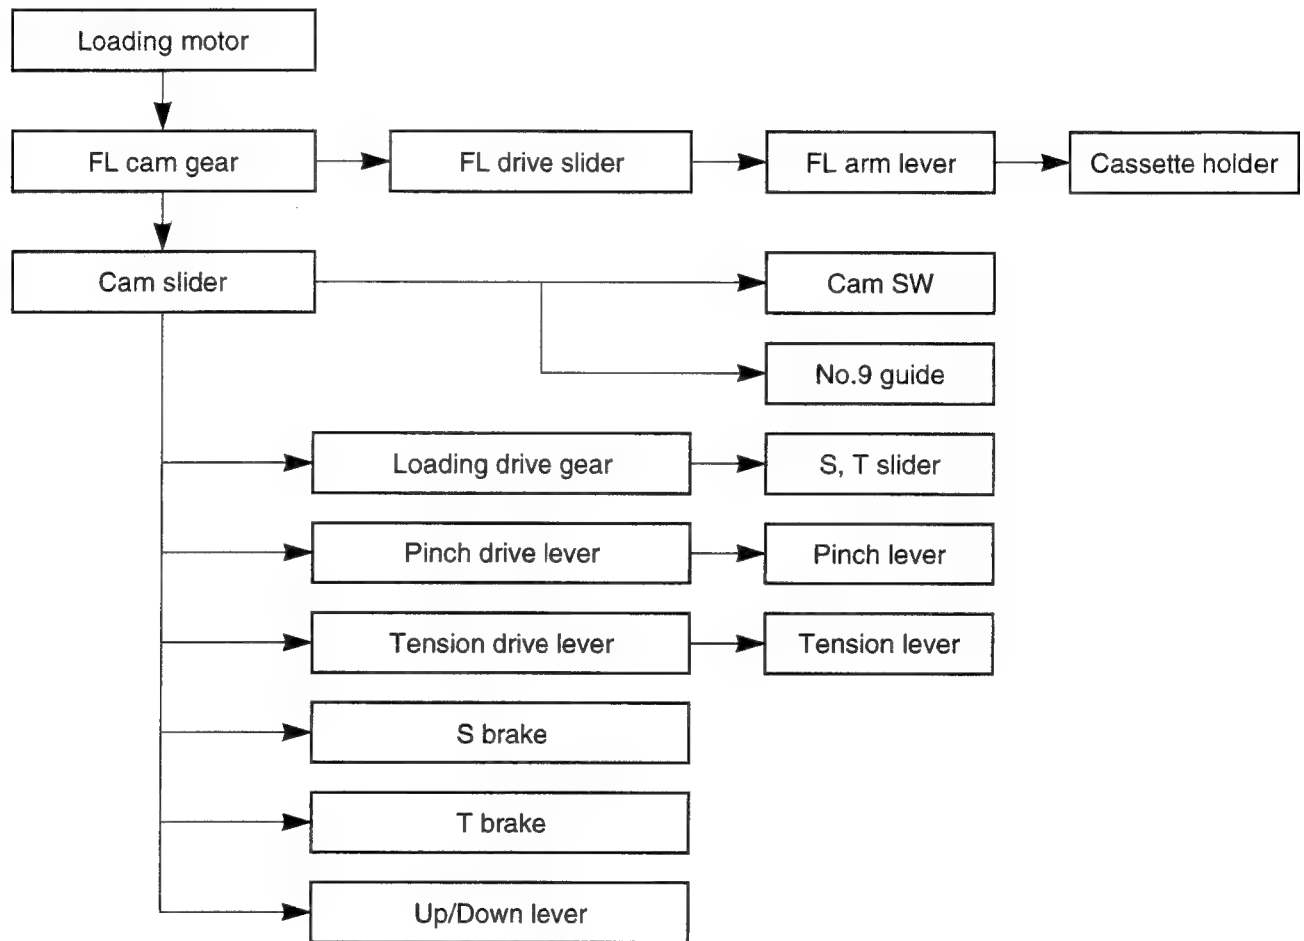 Loading motor
FL cam gear
FL drive slider
FL arm lever
Cassette holder
Cam slider
Cam SW
No.9 guide
Loading drive gear
S, T slider
Pinch drive lever
Pinch lever
Tension drive lever
Tension lever
S brake
T brake
Up/Down lever